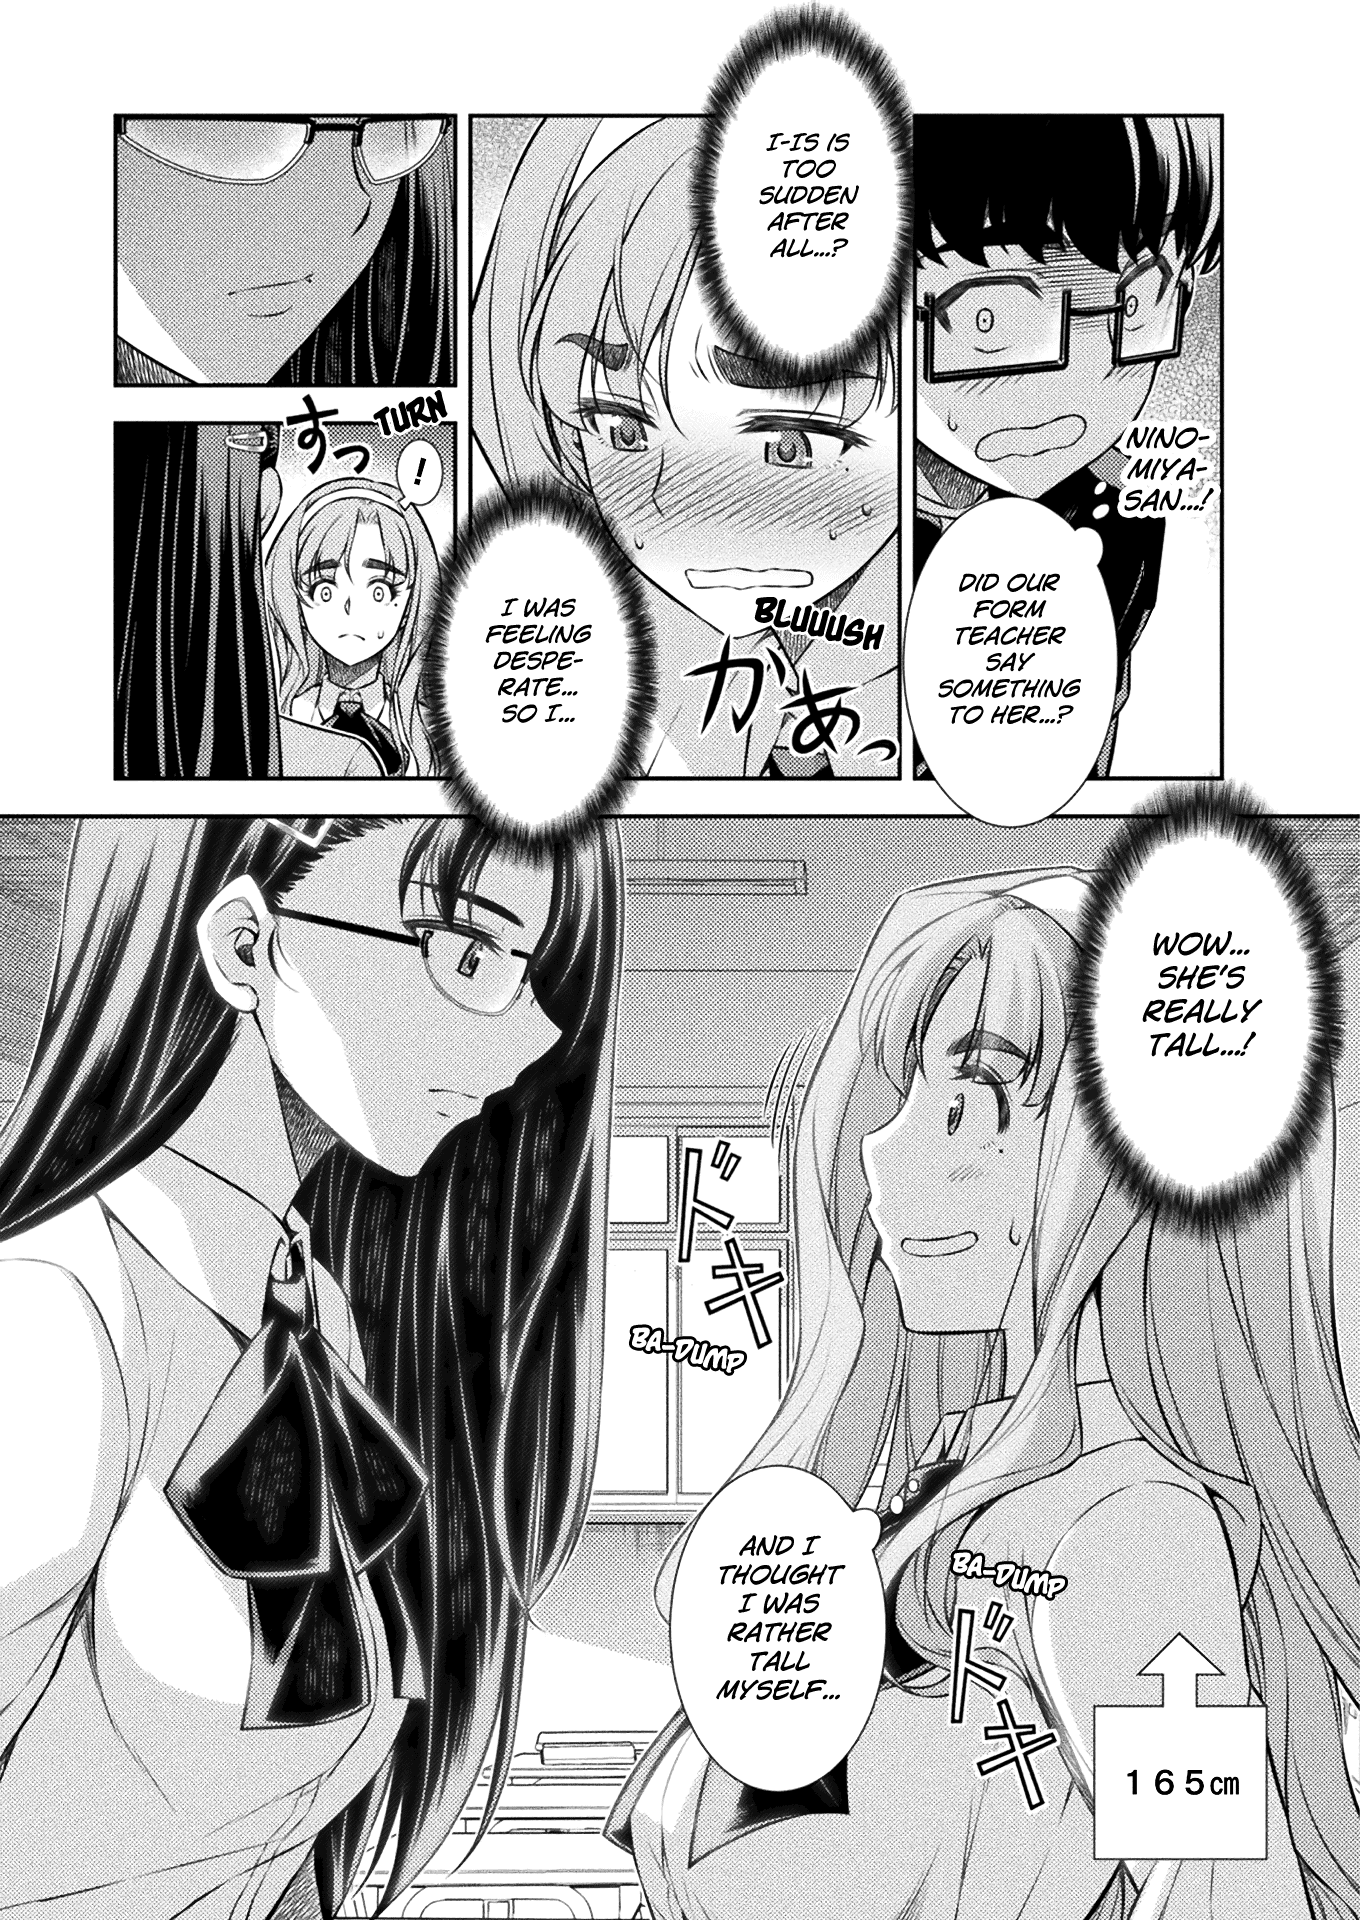 NINO-
MIYA-
SAN...!
DID OUR
FORM
TEACHER
SAY
SOMETHING
TO HER...?
I-IS IS
TOO
SUDDEN
AFTER
ALL...?
BLUUUSH
かあっ
I WAS
FEELING
DESPE-
RATE...
SO I...
TURN
すっ
!
WOW...
SHE'S
REALLY
TALL...!
ドキ
BA-DUMP
AND I
THOUGHT
I WAS
RATHER
TALL
MYSELF...
BA-DUMP
ドキ
165㎝